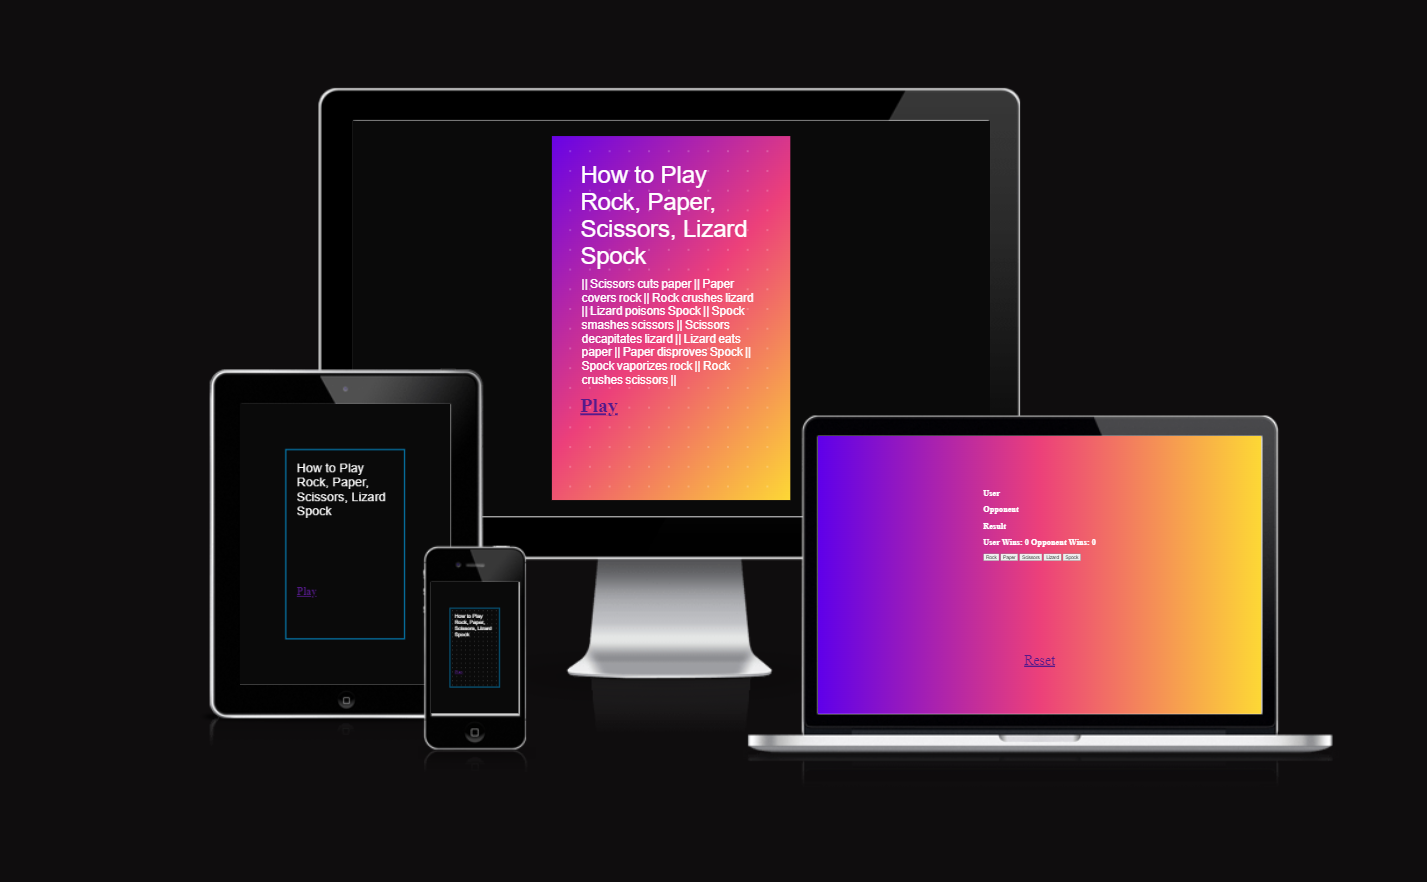 How to Play
Rock, Paper,
Scissors, Lizard
Spock
|| Scissors cuts paper || Paper
covers rock || Rock crushes lizard
|| Lizard poisons Spock || Spock
smashes scissors || Scissors
decapitates lizard || Lizard eats
paper || Paper disproves Spock ||
Spock vaporizes rock || Rock
crushes scissors ||
Play
How to Play
Rock, Paper,
Scissors, Lizard
Spock
Play
How to Play
Rock, Paper,
Scissors, Lizard
Spock
User
Opponent
Result
User Wins: 0 Opponent Wins: 0
Rock Paper Scissors Lizard Spock
Reset